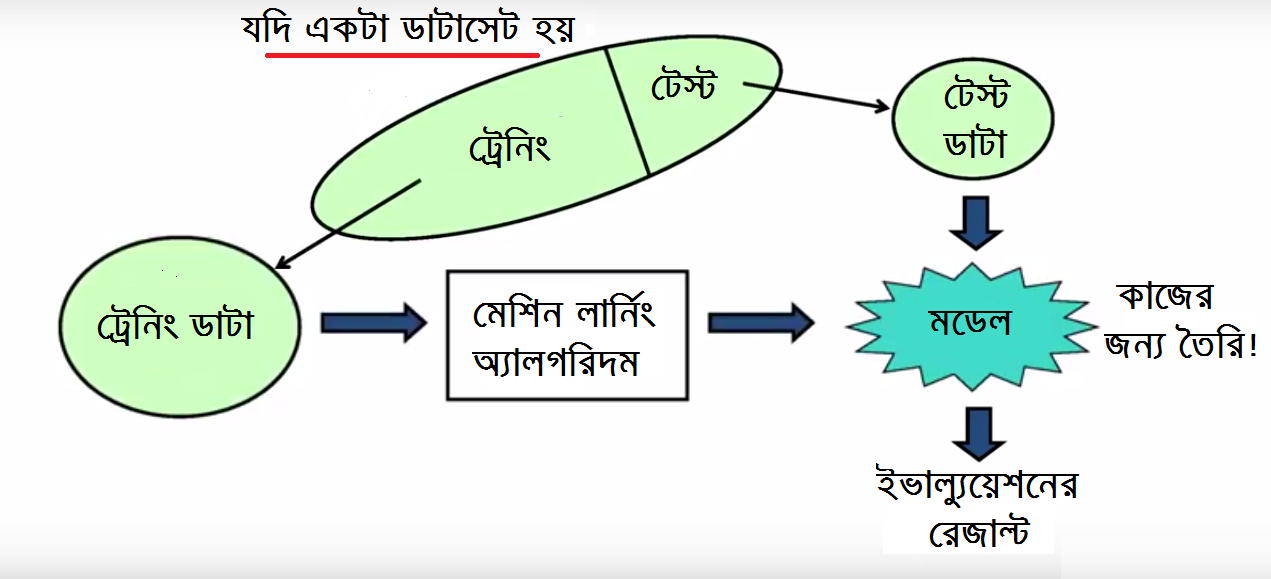 যদি একটা ডাটাসেট হয়
টেস্ট
ট্রেনিং
টেস্ট
ডাটা
ট্রেনিং ডাটা
মেশিন লার্নিং
অ্যালগরিদম
মডেল
কাজের
জন্য তৈরি!
ইভাল্যুয়েশনের
রেজাল্ট